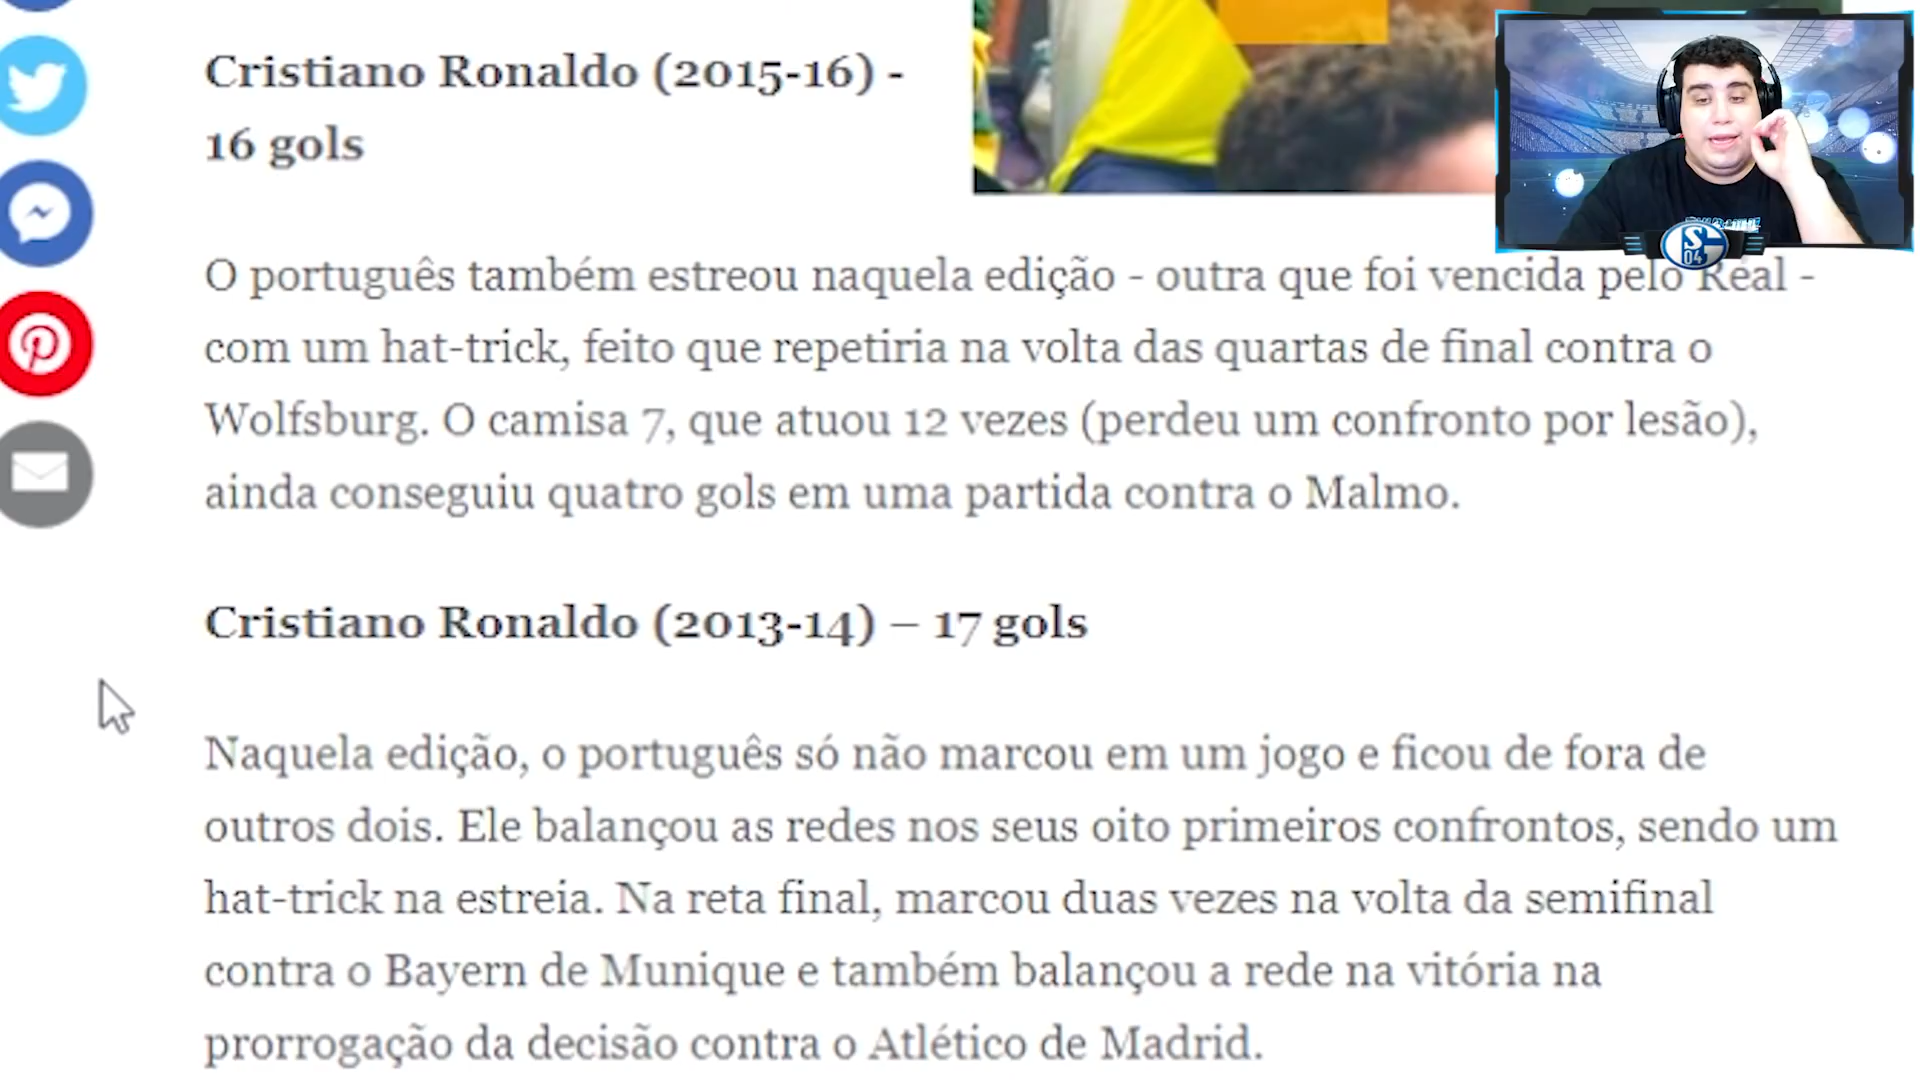 Cristiano Ronaldo (2015-16) -
16 gols
O português também estreou naquela edição - outra que foi vencida pelo Real -
com um hat-trick, feito que repetiria na volta das quartas de final contra o
Wolfsburg. O camisa 7, que atuou 12 vezes (perdeu um confronto por lesão),
ainda conseguiu quatro gols em uma partida contra o Malmo.
Cristiano Ronaldo (2013-14) – 17 gols
Naquela edição, o português só não marcou em um jogo e ficou de fora de
outros dois. Ele balançou as redes nos seus oito primeiros confrontos, sendo um
hat-trick na estreia. Na reta final, marcou duas vezes na volta da semifinal
contra o Bayern de Munique e também balançou a rede na vitória na
prorrogação da decisão contra o Atlético de Madrid.
S
04